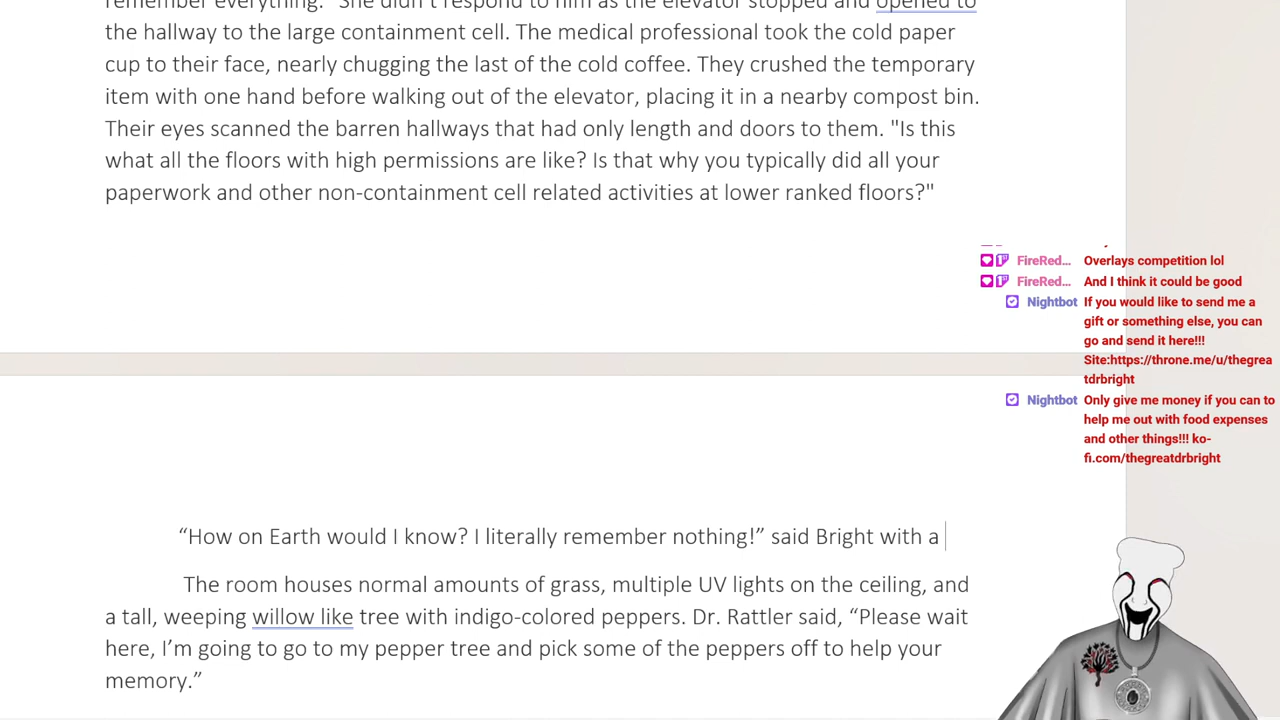 remember everything." She didn't respond to him as the elevator stopped and opened to
the hallway to the large containment cell. The medical professional took the cold paper
cup to their face, nearly chugging the last of the cold coffee. They crushed the temporary
item with one hand before walking out of the elevator, placing it in a nearby compost bin.
Their eyes scanned the barren hallways that had only length and doors to them. "Is this
what all the floors with high permissions are like? Is that why you typically did all your
paperwork and other non-containment cell related activities at lower ranked floors?"
FireRed... Overlays competition lol
FireRed... And I think it could be good
Nightbot If you would like to send me a
gift or something else, you can
go and send it here!!!
Site:https://throne.me/u/thegrea
tdrbright
Nightbot Only give me money if you can to
help me out with food expenses
and other things!!! ko-
fi.com/thegreatdrbright
“How on Earth would I know? I literally remember nothing!” said Bright with a
The room houses normal amounts of grass, multiple UV lights on the ceiling, and
a tall, weeping willow like tree with indigo-colored peppers. Dr. Rattler said, “Please wait
here, I’m going to go to my pepper tree and pick some of the peppers off to help your
memory.”